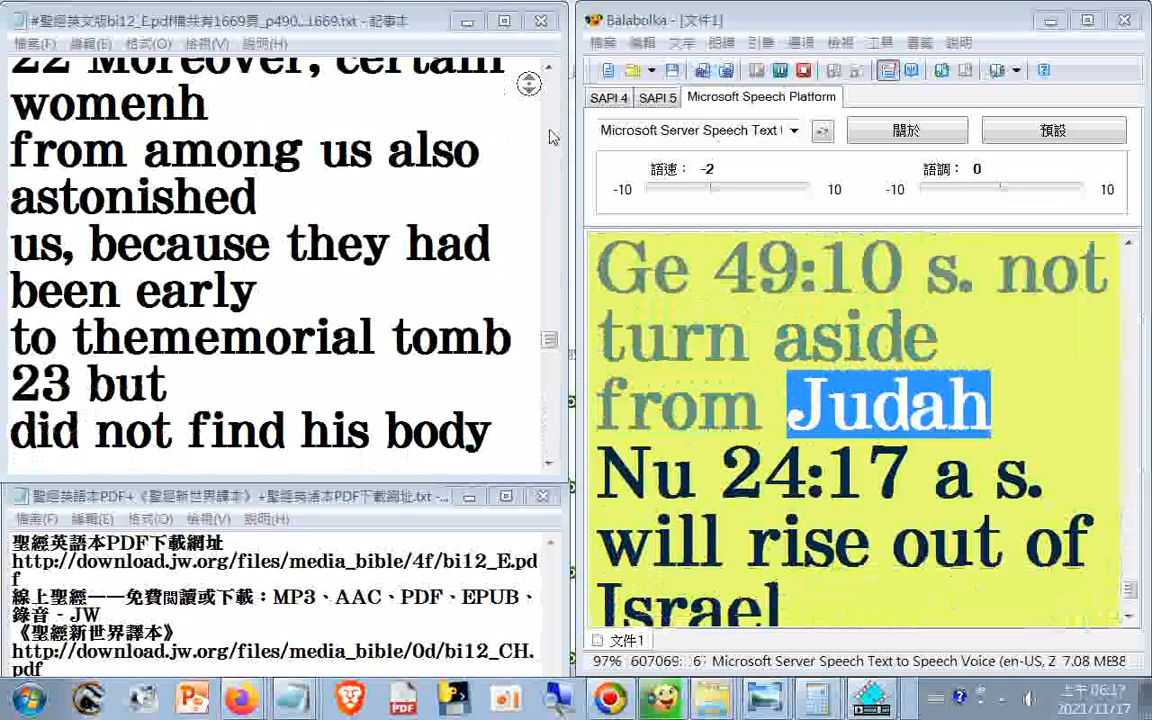 #聖經英文版bi12_E.pdf檔共有1669頁_p490...1669.txt - 記事本
檔案(F) 編輯(E) 格式(O) 檢視(V) 說明(H)
22 Moreover, certain
womenh
from among us also
astonished
us, because they had
been early
to thememorial tomb
23 but
did not find his body
聖經英語本PDF+《聖經新世界譯本》+聖經英語本PDF下載網址.txt - ...
檔案(F) 編輯(E) 格式(O) 檢視(V) 說明(H)
聖經英語本PDF下載網址
http://download.jw.org/files/media_bible/4f/bi12_E.pd
f
線上聖經——免費閱讀或下載：MP3、AAC、PDF、EPUB、
錄音 - JW
《聖經新世界譯本》
http://download.jw.org/files/media_bible/0d/bi12_CH.
pdf
Balabolka - [文件1]
檔案 編輯 文字 朗讀 引擎 選項 檢視 工具 書籤 說明
SAPI 4 SAPI 5 Microsoft Speech Platform
Microsoft Server Speech Text 關於 預設
語速： -2 語調： 0
-10 10 -10 10
Ge 49:10 s. not
turn aside
from Judah
Nu 24:17 a s.
will rise out of
Israel
文件1
97% Microsoft Server Speech Text to Speech Voice (en-US, Z 7.08 MB
上午 06:17
2021/11/17